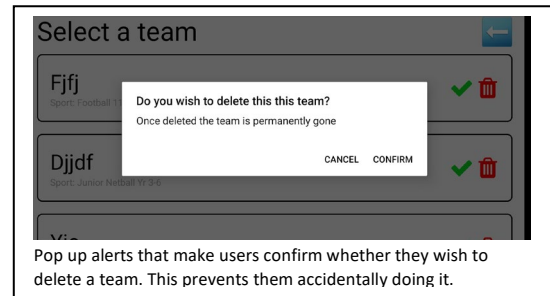 Select a team
Fjfj
Sport: Football 11
Do you wish to delete this this team?
Once deleted the team is permanently gone
CANCEL CONFIRM
Djjdf
Sport: Junior Netball Yr 3-6
Pop up alerts that make users confirm whether they wish to
delete a team. This prevents them accidentally doing it.